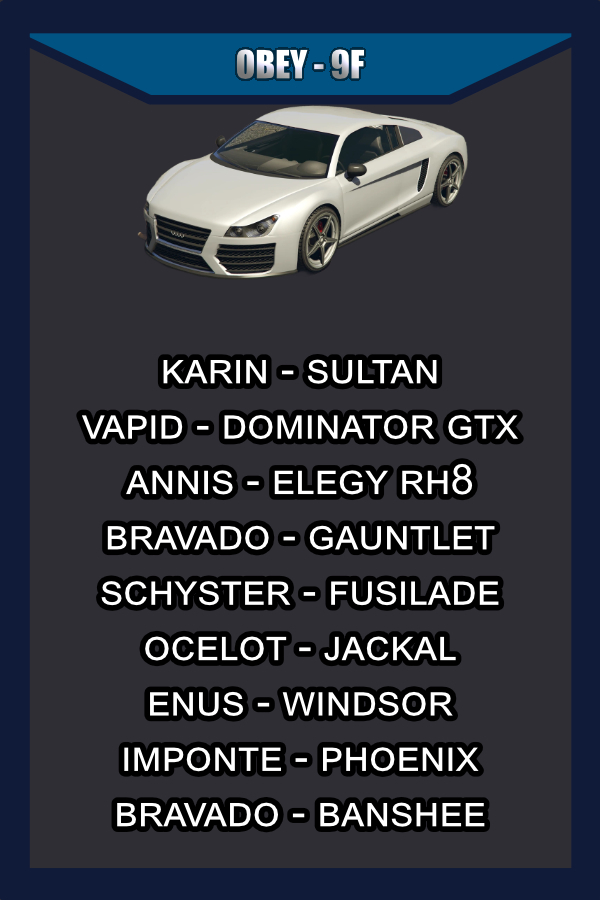 OBEY - 9F
KARIN - SULTAN
VAPID - DOMINATOR GTX
ANNIS - ELEGY RH8
BRAVADO - GAUNTLET
SCHYSTER - FUSILADE
OCELOT - JACKAL
ENUS - WINDSOR
IMPONTE - PHOENIX
BRAVADO - BANSHEE